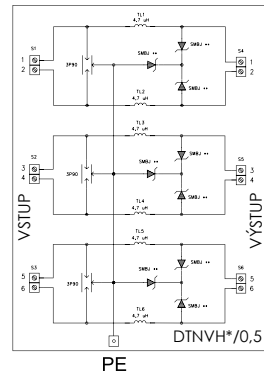 TL1
4,7 uH
S1
1
2
3P90
SMBJ **
SMBJ **
SMBJ **
S4
1
2
TL2
4,7 uH
TL3
4,7 uH
S2
3
4
3P90
SMBJ **
SMBJ **
SMBJ **
S5
3
4
TL4
4,7 uH
VSTUP
VÝSTUP
TL5
4,7 uH
S3
5
6
3P90
SMBJ **
SMBJ **
SMBJ **
S6
5
6
TL6
4,7 uH
DTNVH*/0,5
PE